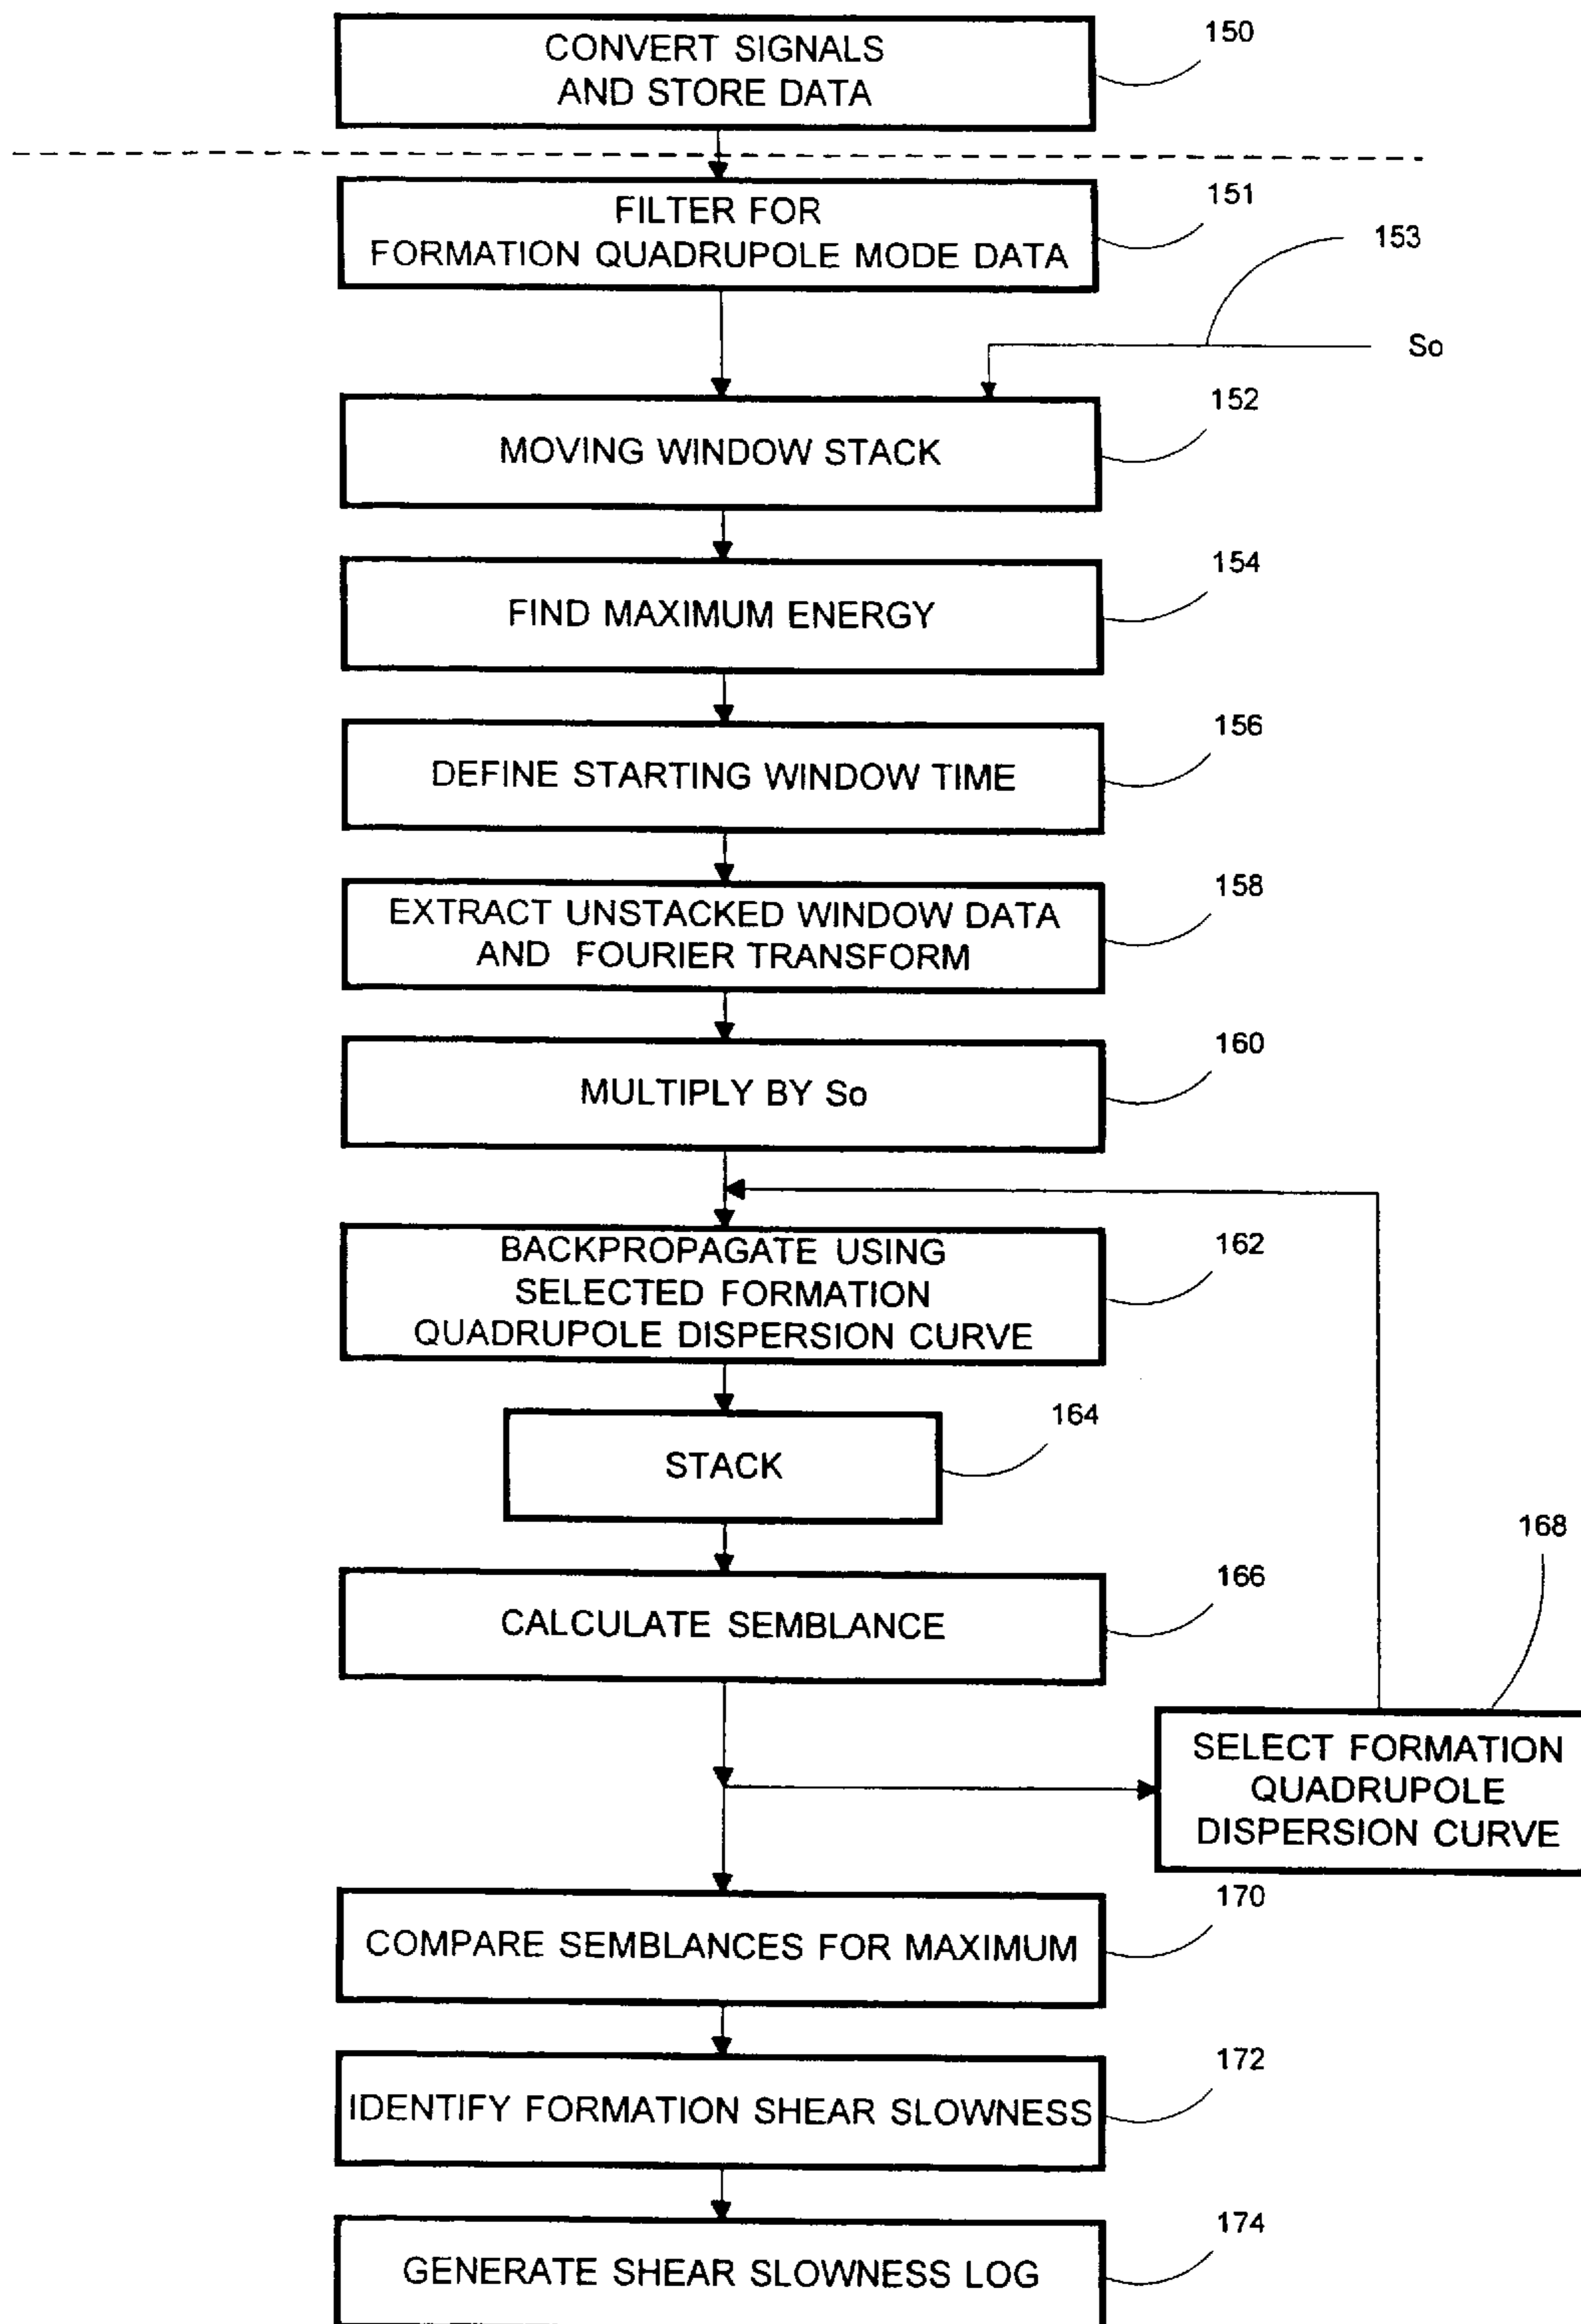 CONVERT SIGNALS
AND STORE DATA
150
FILTER FOR
FORMATION QUADRUPOLE MODE DATA
151
153
So
MOVING WINDOW STACK
152
FIND MAXIMUM ENERGY
154
DEFINE STARTING WINDOW TIME
156
EXTRACT UNSTACKED WINDOW DATA
AND FOURIER TRANSFORM
158
MULTIPLY BY So
160
BACKPROPAGATE USING
SELECTED FORMATION
QUADRUPOLE DISPERSION CURVE
162
STACK
164
CALCULATE SEMBLANCE
166
168
SELECT FORMATION
QUADRUPOLE
DISPERSION CURVE
COMPARE SEMBLANCES FOR MAXIMUM
170
IDENTIFY FORMATION SHEAR SLOWNESS
172
GENERATE SHEAR SLOWNESS LOG
174